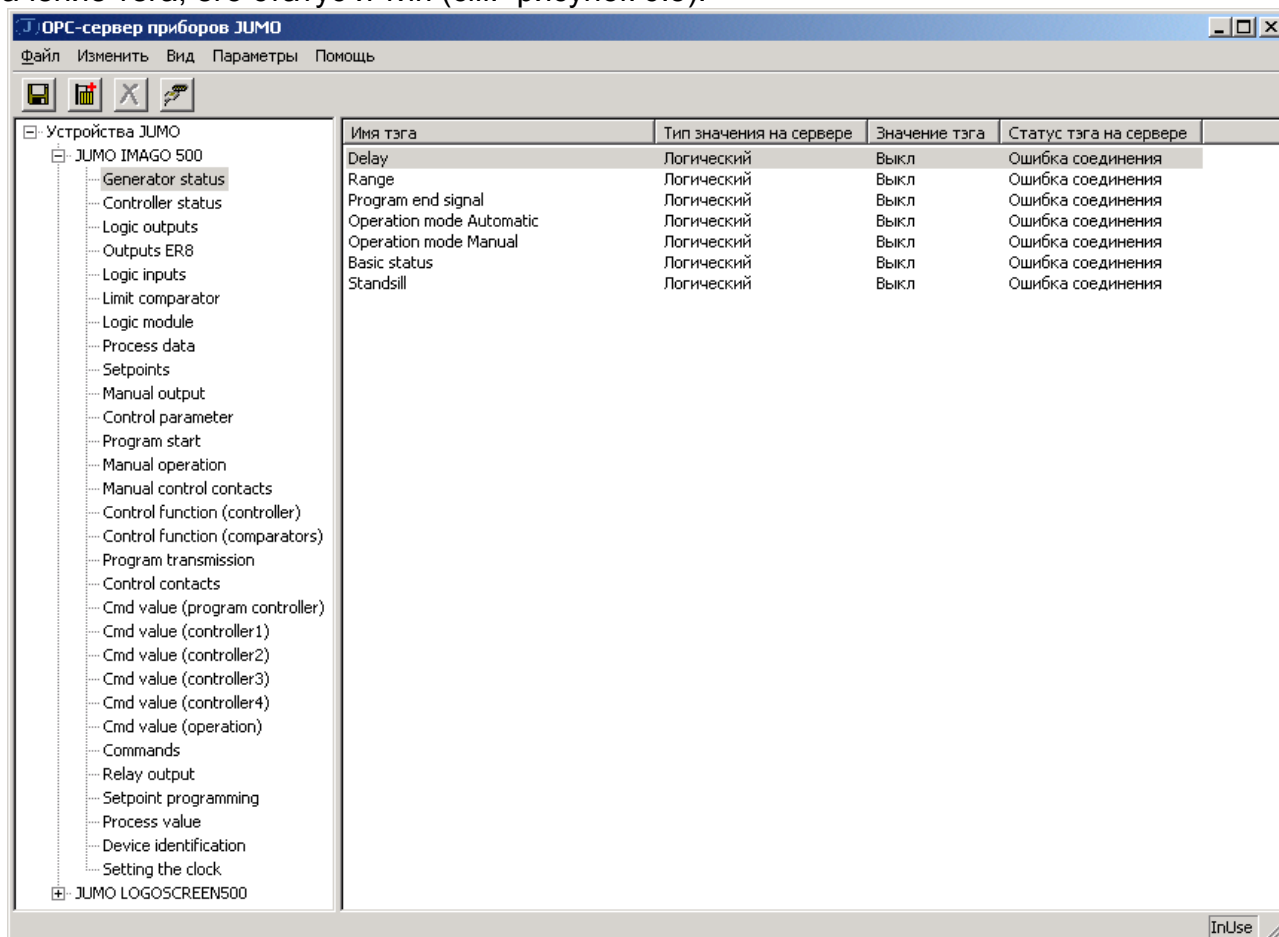 J OPC-сервер приборов JUMO
Файл Изменить Вид Параметры Помощь
Устройства JUMO
JUMO IMAGO 500
Generator status
Controller status
Logic outputs
Outputs ER8
Logic inputs
Limit comparator
Logic module
Process data
Setpoints
Manual output
Control parameter
Program start
Manual operation
Manual control contacts
Control function (controller)
Control function (comparators)
Program transmission
Control contacts
Cmd value (program controller)
Cmd value (controller1)
Cmd value (controller2)
Cmd value (controller3)
Cmd value (controller4)
Cmd value (operation)
Commands
Relay output
Setpoint programming
Process value
Device identification
Setting the clock
JUMO LOGOSCREEN500
Имя тэга Тип значения на сервере Значение тэга Статус тэга на сервере
Delay Логический Выкл Ошибка соединения
Range Логический Выкл Ошибка соединения
Program end signal Логический Выкл Ошибка соединения
Operation mode Automatic Логический Выкл Ошибка соединения
Operation mode Manual Логический Выкл Ошибка соединения
Basic status Логический Выкл Ошибка соединения
Standsill Логический Выкл Ошибка соединения
InUse